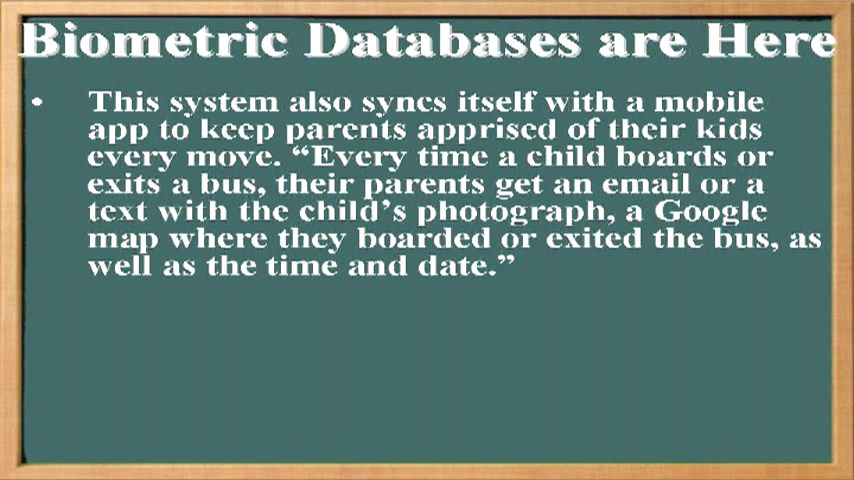 Biometric Databases are Here
• This system also syncs itself with a mobile
app to keep parents apprised of their kids
every move. “Every time a child boards or
exits a bus, their parents get an email or a
text with the child’s photograph, a Google
map where they boarded or exited the bus, as
well as the time and date.”